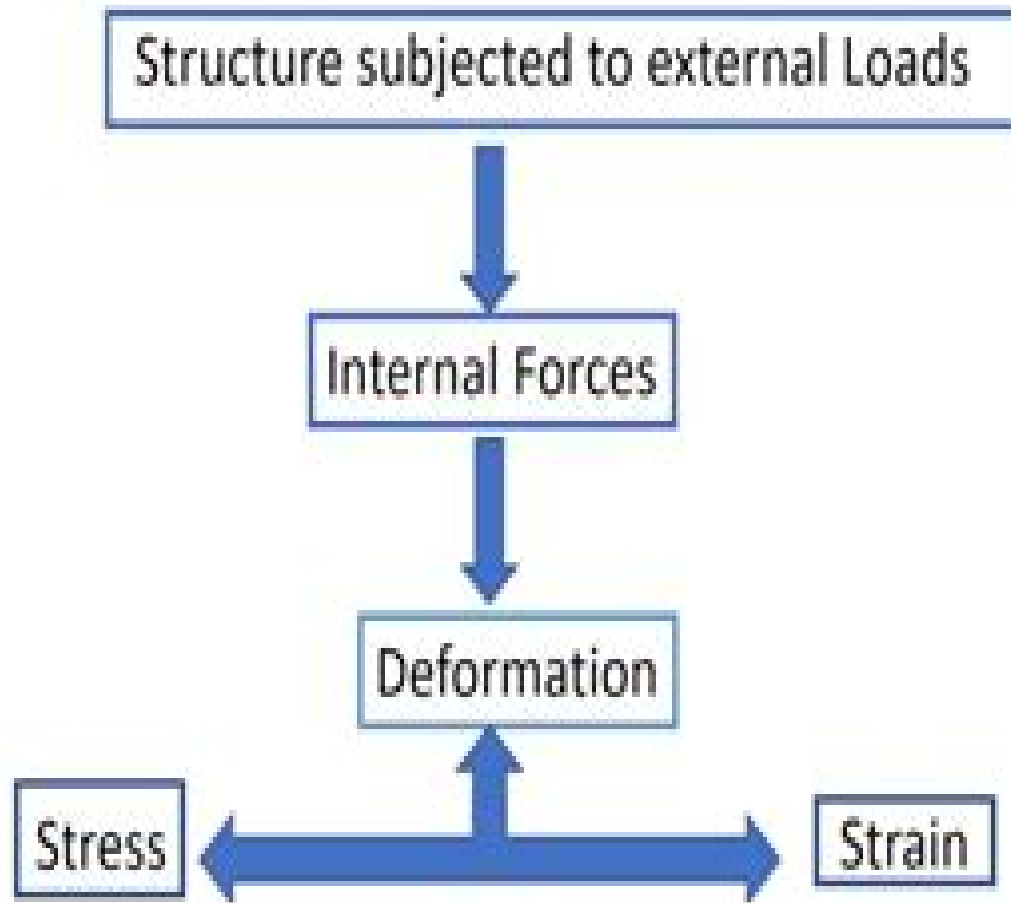 Structure subjected to external Loads
Internal Forces
Deformation
Stress
Strain